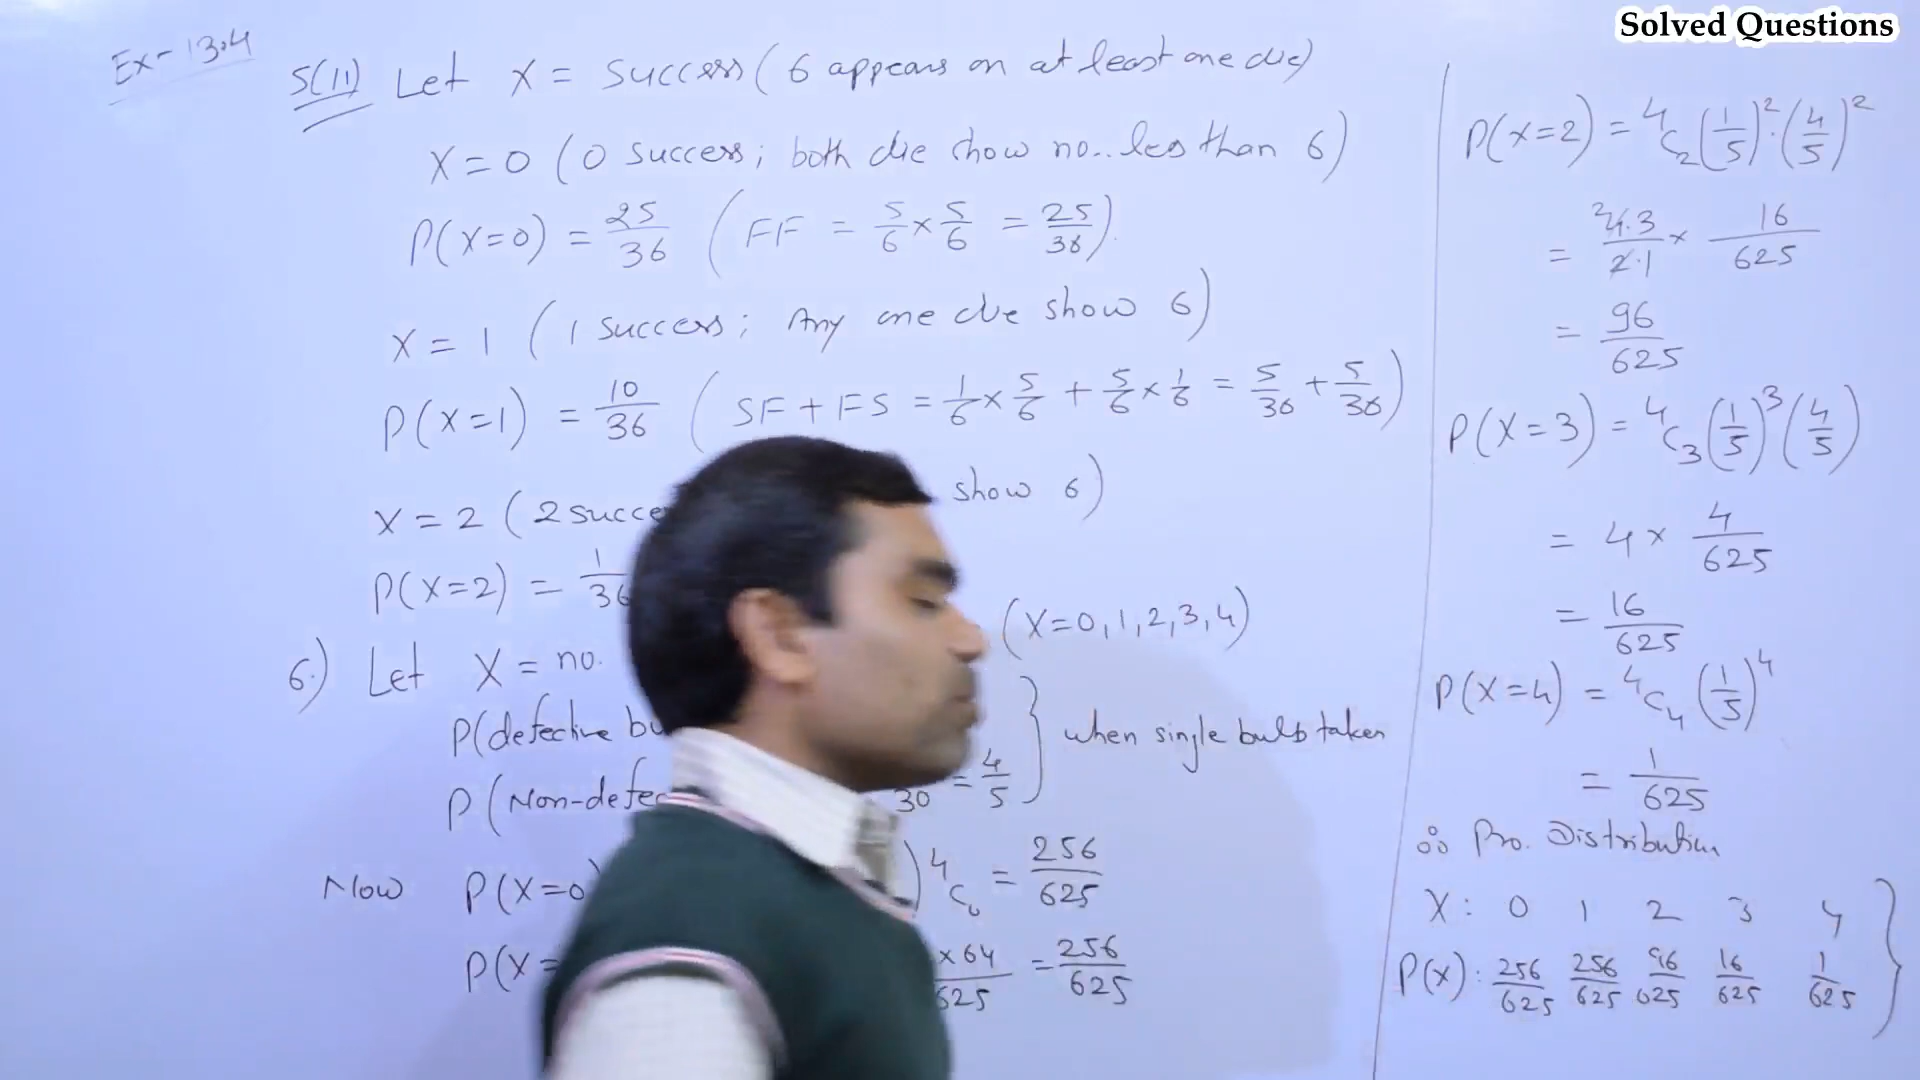 Solved Questions
Ex-13.4
5(11) Let X = Success (6 appears on at least one die)
X = 0 (0 success; both die show no.. less than 6)
P(X=0) = 25/36 (FF = 5/6 × 5/6 = 25/36)
X = 1 (1 success; Any one die show 6)
P(X=1) = 10/36 (SF + FS = 1/6 × 5/6 + 5/6 × 1/6 = 5/36 + 5/36)
X = 2 (2 succe show 6)
P(X=2) = 1/36
6.) Let X = no. (X=0,1,2,3,4)
P(defective bu
P(Non-defec 30 = 4/5 } when single bulb taken
Now P(X=0) ) ⁴C₀ = 256/625
P(X= × 64/625 = 256/625
P(X=2) = ⁴C₂ (1/5)² · (4/5)²
= 4.3/2.1 × 16/625
= 96/625
P(X=3) = ⁴C₃ (1/5)³ (4/5)
= 4 × 4/625
= 16/625
P(X=4) = ⁴C₄ (1/5)⁴
= 1/625
∴ Pro. Distribution
X: 0 1 2 3 4
P(X): 256/625 256/625 96/625 16/625 1/625